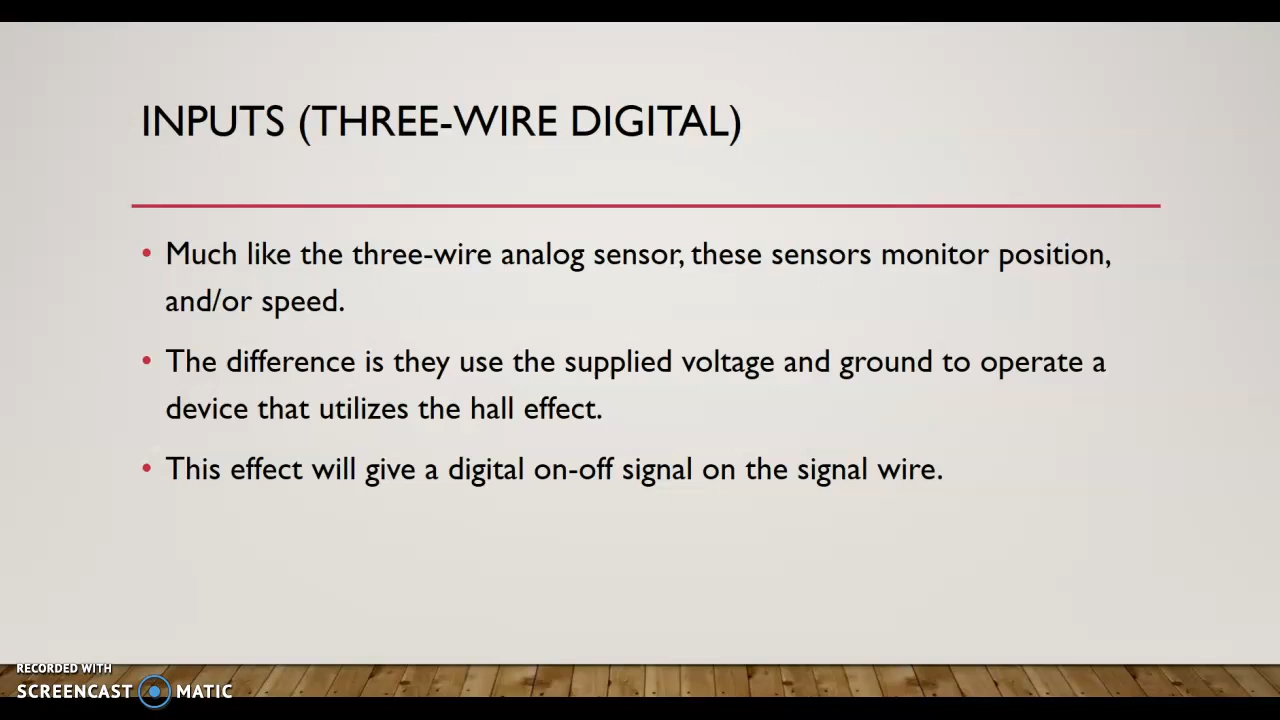 INPUTS (THREE-WIRE DIGITAL)
• Much like the three-wire analog sensor, these sensors monitor position,
and/or speed.
• The difference is they use the supplied voltage and ground to operate a
device that utilizes the hall effect.
• This effect will give a digital on-off signal on the signal wire.
RECORDED WITH
SCREENCAST MATIC